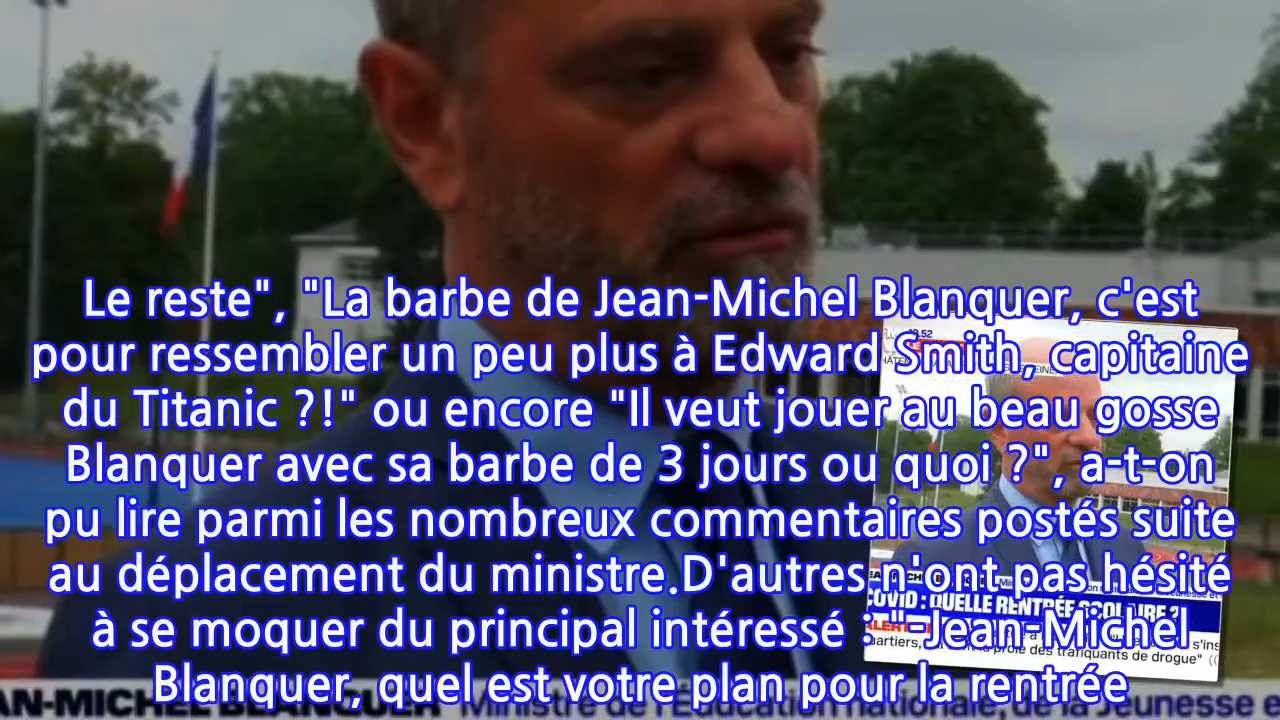 Le reste", "La barbe de Jean-Michel Blanquer, c'est
pour ressembler un peu plus à Edward Smith, capitaine
du Titanic ?!" ou encore "Il veut jouer au beau gosse
Blanquer avec sa barbe de 3 jours ou quoi ?", a-t-on
pu lire parmi les nombreux commentaires postés suite
au déplacement du ministre.D'autres n'ont pas hésité
à se moquer du principal intéressé : "-Jean-Michel
Blanquer, quel est votre plan pour la rentrée
COVID : QUELLE RENTRÉE SCOLAIRE ?
ALERTE
quartiers, la proie des trafiquants de drogue"
AN-MICHEL BLANQUER Ministre de l'Éducation nationale, de la Jeunesse e